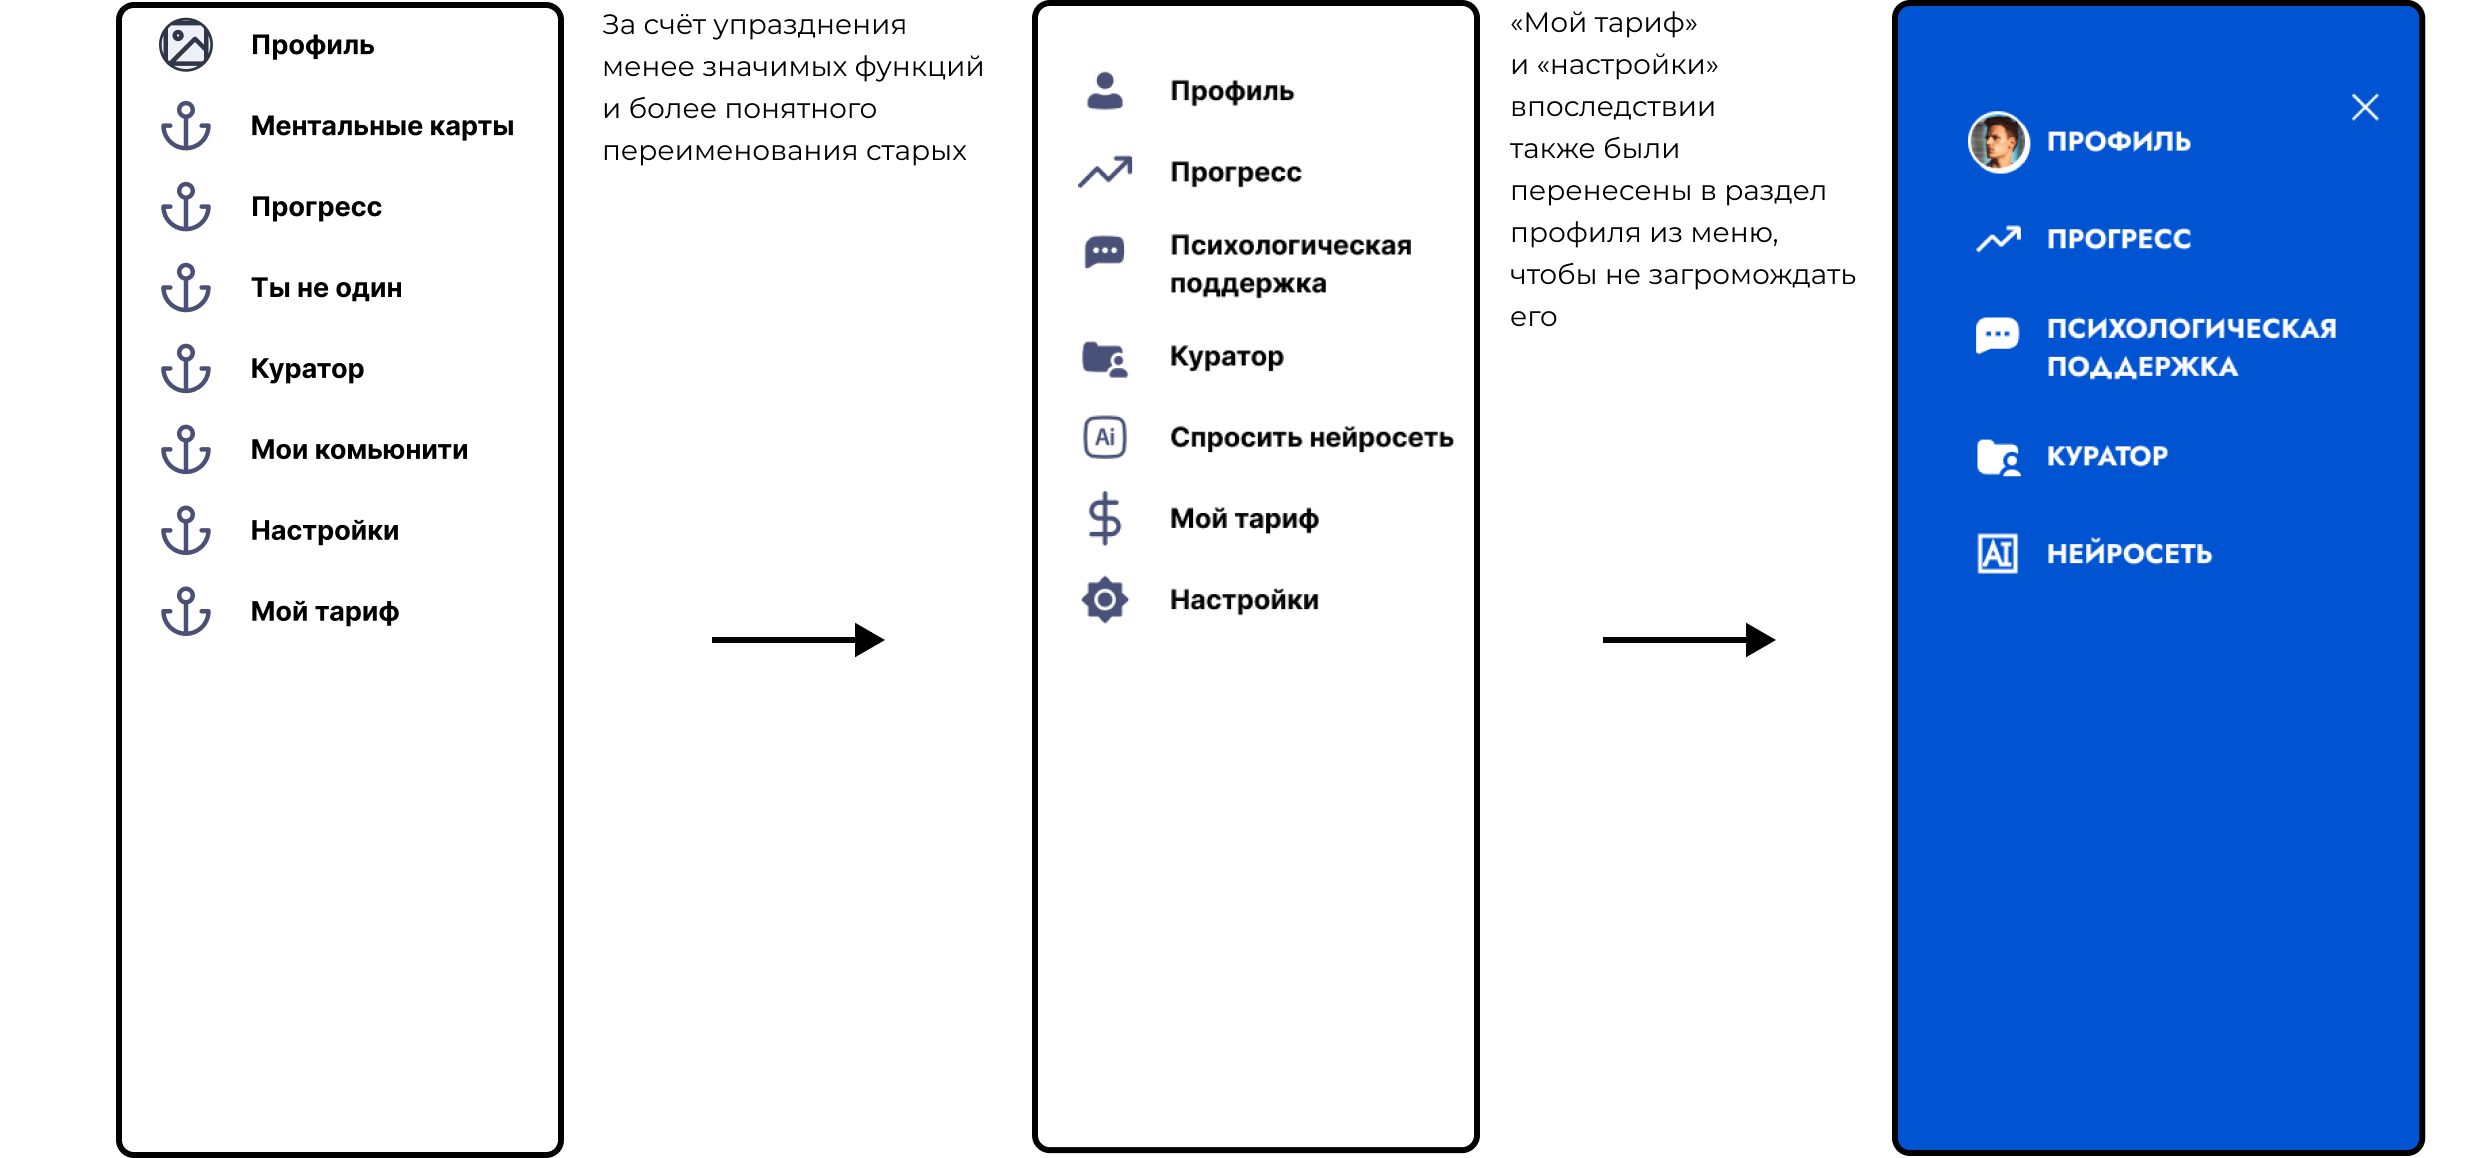 Профиль
Ментальные карты
Прогресс
Ты не один
Куратор
Мои комьюнити
Настройки
Мой тариф
За счёт упразднения
менее значимых функций
и более понятного
переименования старых
Профиль
Прогресс
Психологическая
поддержка
Куратор
Ai
Спросить нейросеть
Мой тариф
Настройки
«Мой тариф»
и «настройки»
впоследствии
также были
перенесены в раздел
профиля из меню,
чтобы не загромождать
его
ПРОФИЛЬ
ПРОГРЕСС
ПСИХОЛОГИЧЕСКАЯ
ПОДДЕРЖКА
КУРАТОР
AI
НЕЙРОСЕТЬ